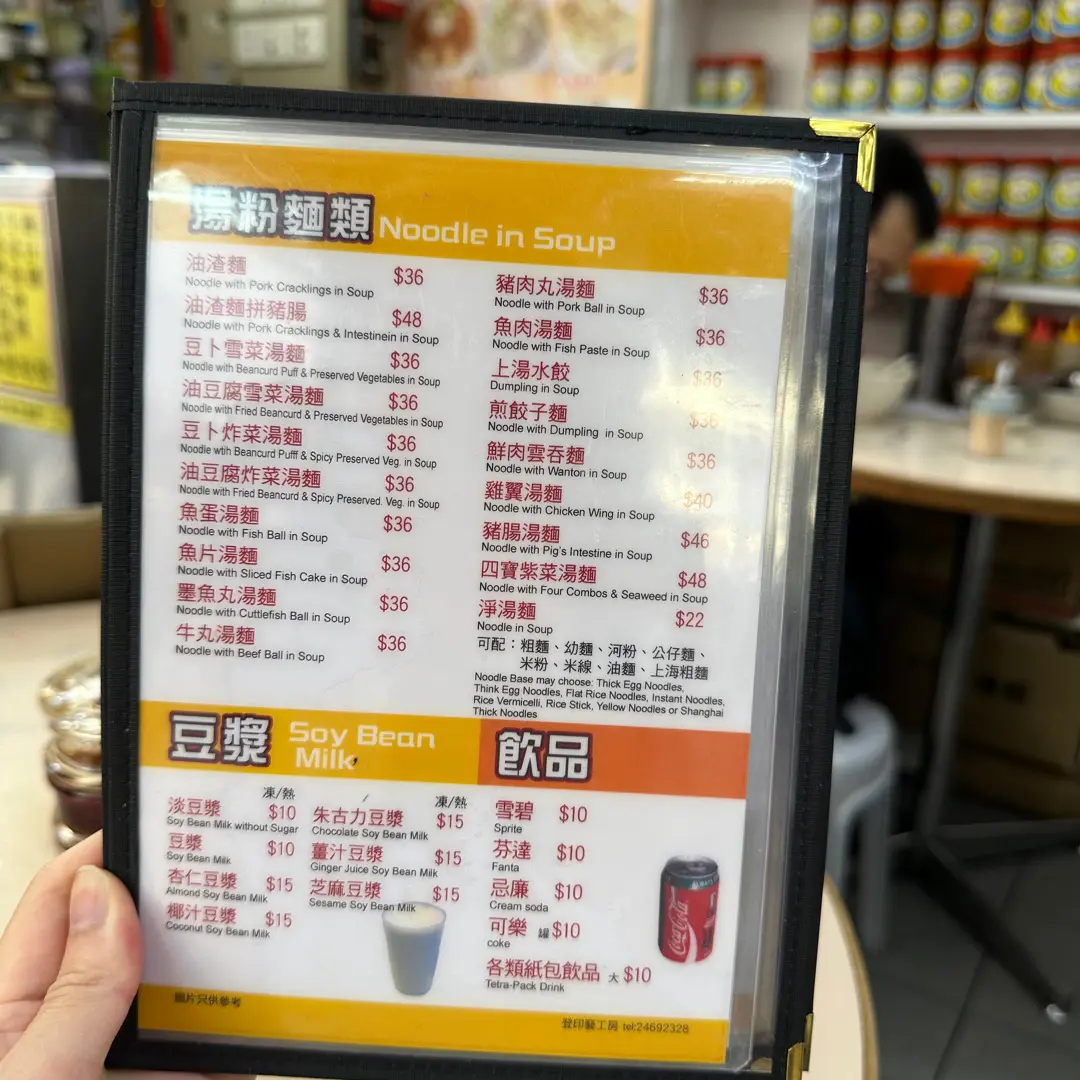 湯粉麵類 Noodle in Soup
油渣麵 $36
Noodle with Pork Cracklings in Soup
油渣麵拼豬腸 $48
Noodle with Pork Cracklings & Intestinein in Soup
豆卜雪菜湯麵 $36
Noodle with Beancurd Puff & Preserved Vegetables in Soup
油豆腐雪菜湯麵 $36
Noodle with Fried Beancurd & Preserved Vegetables in Soup
豆卜炸菜湯麵 $36
Noodle wtih Beancurd Pufff & Spicy Preserved Veg. in Soup
油豆腐炸菜湯麵 $36
Noodle with Fried Beancurd & Spicy Preserved. Veg. in Soup
魚蛋湯麵 $36
Noodle with Fish Ball in Soup
魚片湯麵 $36
Noodle with Sliced Fish Cake in Soup
墨魚丸湯麵 $36
Noodle with Cuttlefish Ball in Soup
牛丸湯麵 $36
Noodle with Beef Ball in Soup
豬肉丸湯麵 $36
Noodle with Pork Ball in Soup
魚肉湯麵 $36
Noodle with Fish Paste in Soup
上湯水餃 $36
Dumpling in Soup
煎餃子麵 $36
Noodle with Dumpling in Soup
鮮肉雲吞麵 $36
Noodle with Wanton in Soup
雞翼湯麵 $40
Noodle with Chicken Wing in Soup
豬腸湯麵 $46
Noodle with Pig's Intestine in Soup
四寶紫菜湯麵 $48
Noodle with Four Combos & Seaweed in Soup
淨湯麵 $22
Noodle in Soup
可配：粗麵、幼麵、河粉、公仔麵、
米粉、米線、油麵、上海粗麵
Noodle Base may choose: Thick Egg Noodles,
Think Egg Noodles, Flat Rice Noodles, Instant Noodles,
Rice Vermicelli, Rice Stick, Yellow Noodles or Shanghai
Thick Noodles
豆漿 Soy Bean
Milk
凍/熱
淡豆漿 $10
Soy Bean Milk without Sugar
豆漿 $10
Soy Bean Milk
杏仁豆漿 $15
Almond Soy Bean Milk
椰汁豆漿 $15
Coconut Soy Bean Milk
凍/熱
朱古力豆漿 $15
Chocolate Soy Bean Milk
薑汁豆漿 $15
Ginger Juice Soy Bean Milk
芝麻豆漿 $15
Sesame Soy Bean Milk
飲品
雪碧 $10
Sprite
芬達 $10
Fanta
忌廉 $10
Cream soda
可樂 罐 $10
coke
各類紙包飲品 大 $10
Tetra-Pack Drink
Coca-Cola
圖片只供參考
登印藝工房 tel:24692328